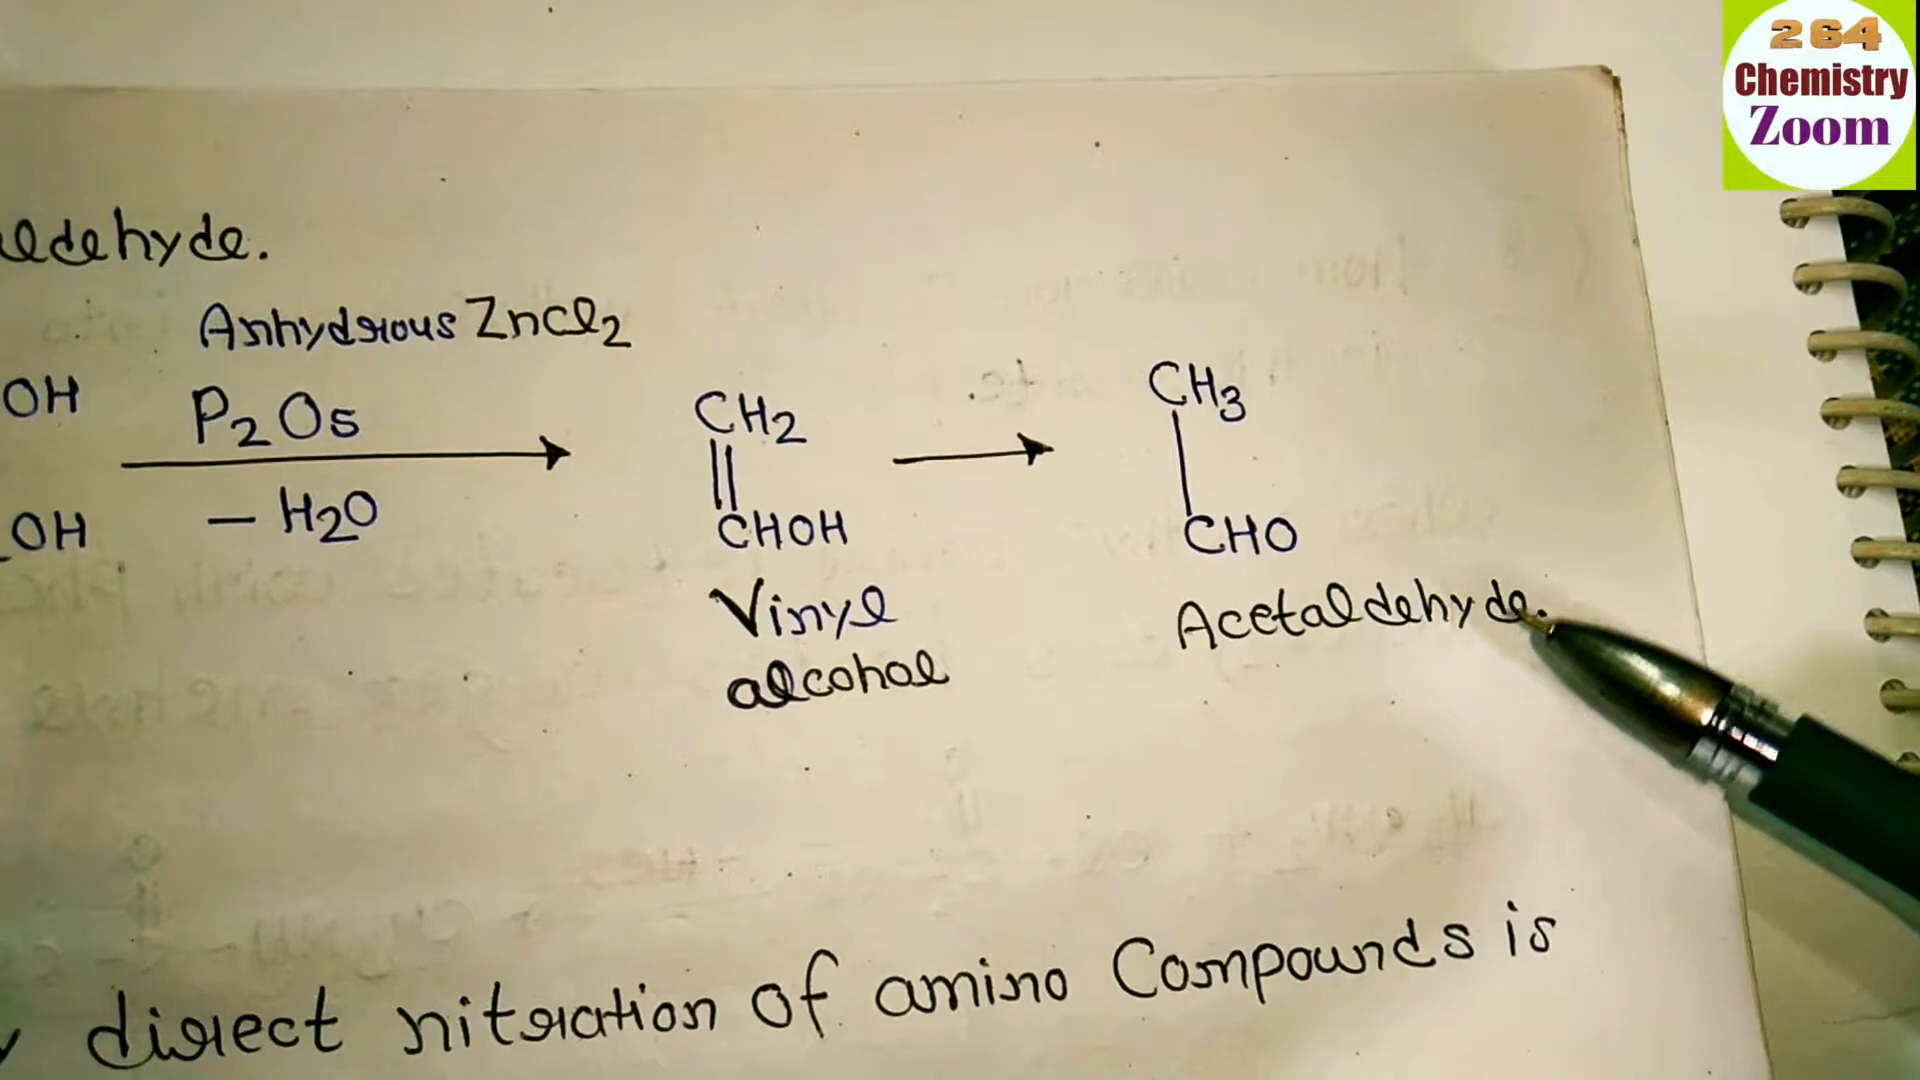 264
Chemistry
Zoom
aldehyde.
Anhydrous ZnCl2
OH P2O5 CH2 CH3
OH - H2O CHOH CHO
Vinyl Acetaldehyde.
alcohol
direct nitration of amino Compounds is